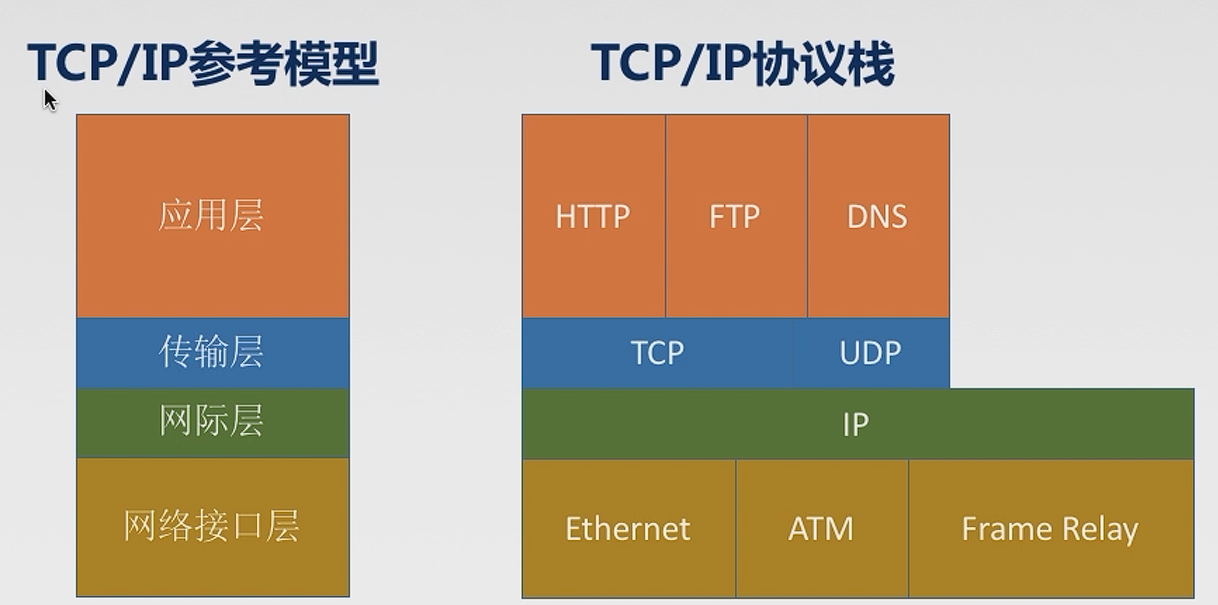 TCP/IP参考模型
TCP/IP协议栈
应用层
传输层
网际层
网络接口层
HTTP
FTP
DNS
TCP
UDP
IP
Ethernet
ATM
Frame Relay